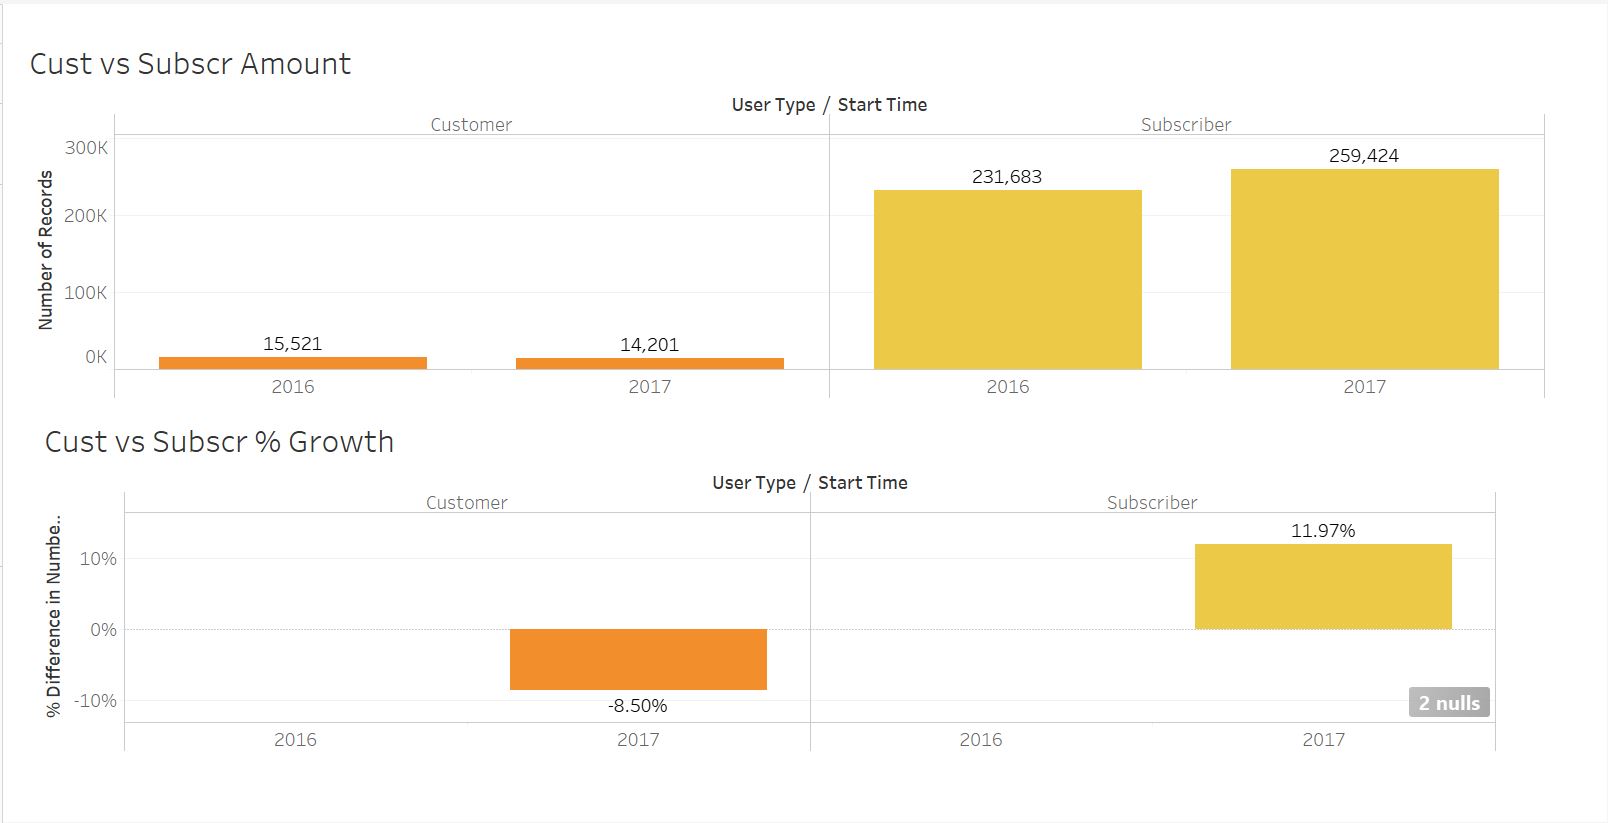 Cust vs Subscr Amount
User Type / Start Time
Customer Subscriber
Number of Records
300K
200K
100K
0K
15,521
14,201
231,683
259,424
2016 2017 2016 2017
Cust vs Subscr % Growth
User Type / Start Time
Customer Subscriber
% Difference in Numbe..
10%
0%
-10%
-8.50%
11.97%
2 nulls
2016 2017 2016 2017